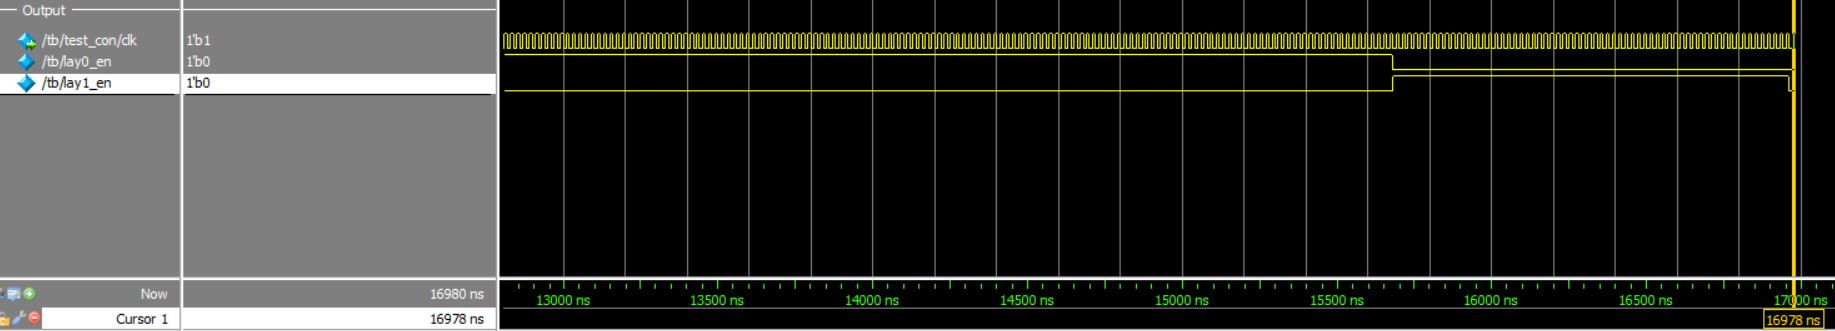 Output
/tb/test_con/clk 1'b1
/tb/lay0_en 1'b0
/tb/lay1_en 1'b0
Now 16980 ns 13000 ns 13500 ns 14000 ns 14500 ns 15000 ns 15500 ns 16000 ns 16500 ns 17000 ns
Cursor 1 16978 ns 16978 ns